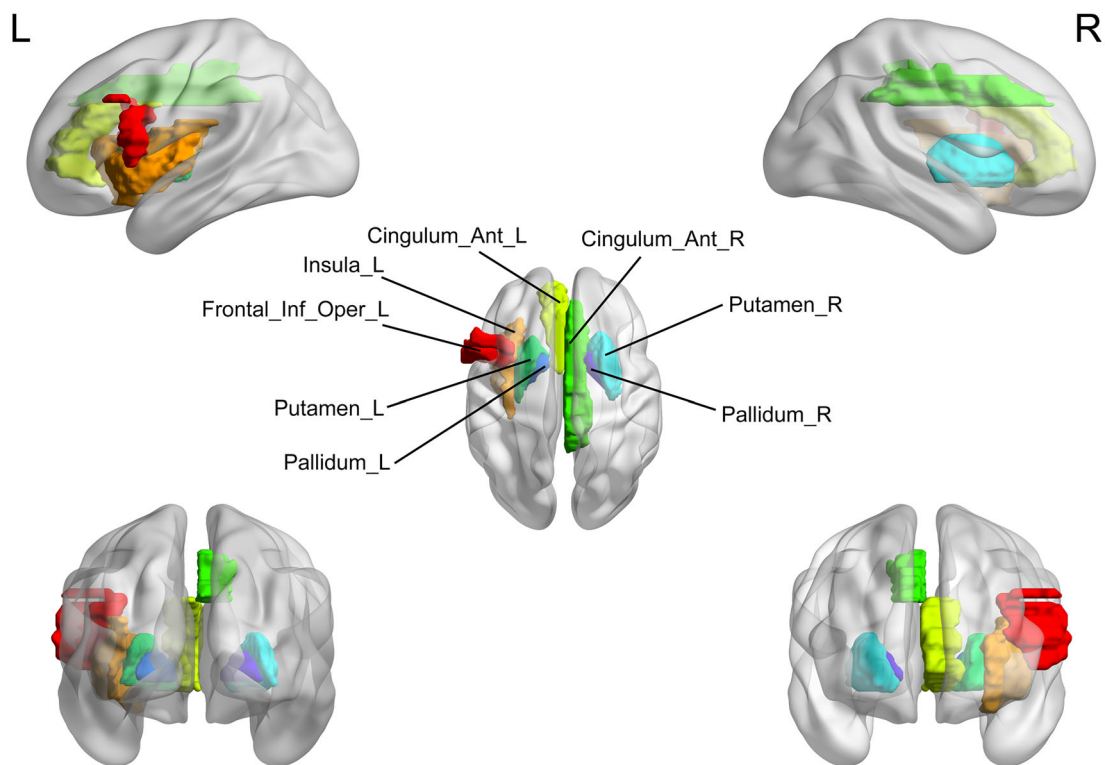 L
R
Cingulum_Ant_L
Cingulum_Ant_R
Insula_L
Frontal_Inf_Oper_L
Putamen_R
Putamen_L
Pallidum_R
Pallidum_L